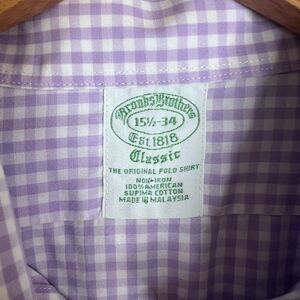 Brooks Brothers
15½-34
Est. 1818
Classic
THE ORIGINAL POLO SHIRT
NON-IRON
100% AMERICAN
SUPIMA COTTON
MADE IN MALAYSIA